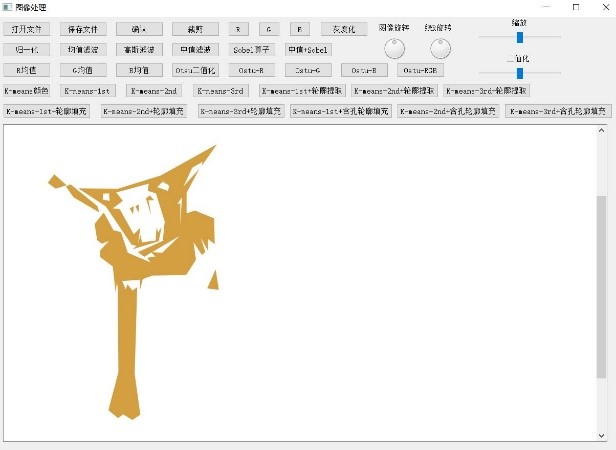 图像处理
打开文件 保存文件 确认 裁剪 R G B 灰度化 图像旋转 纹理旋转 缩放
归一化 均值滤波 高斯滤波 中值滤波 Sobel算子 中值+Sobel 二值化
R均值 G均值 B均值 Otsu二值化 Ostu-R Ostu-G Ostu-B Ostu-RGB
K-means颜色 K-means-1st K-means-2nd K-means-3rd K-means-1st+轮廓提取 K-means-2nd+轮廓提取 K-means-3rd+轮廓提取
K-means-1st+轮廓填充 K-means-2nd+轮廓填充 K-means-3rd+轮廓填充 K-means-1st+含孔轮廓填充 K-means-2nd+含孔轮廓填充 K-means-3rd+含孔轮廓填充